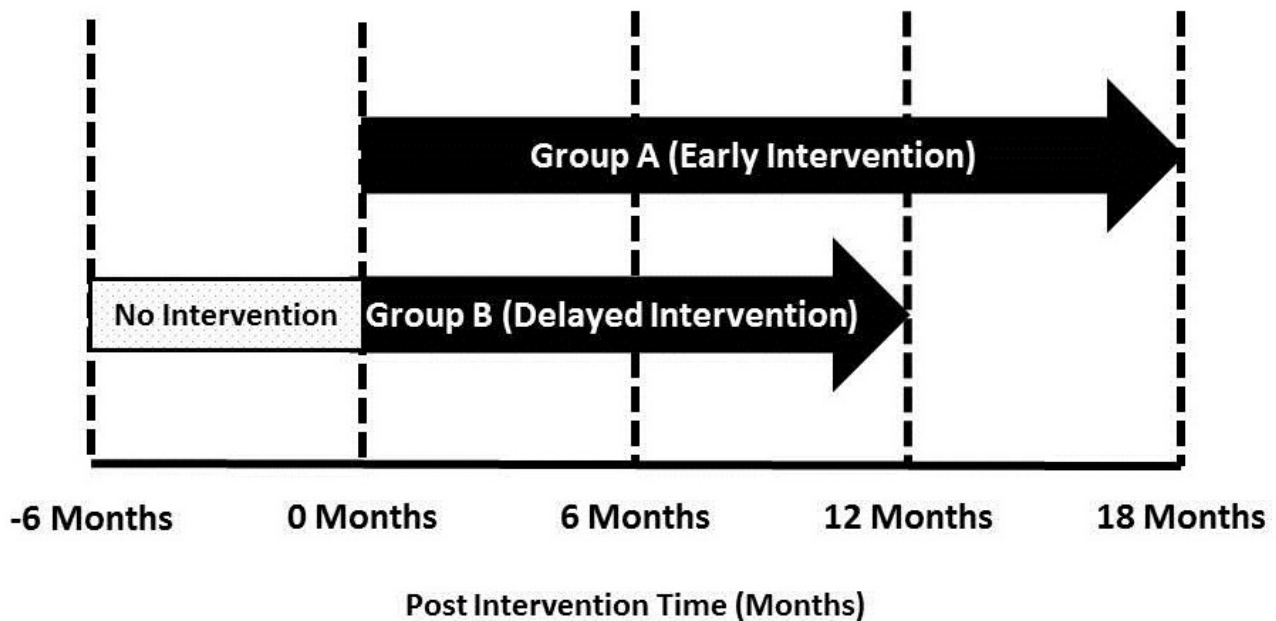 Group A (Early Intervention)
No Intervention
Group B (Delayed Intervention)
-6 Months
0 Months
6 Months
12 Months
18 Months
Post Intervention Time (Months)